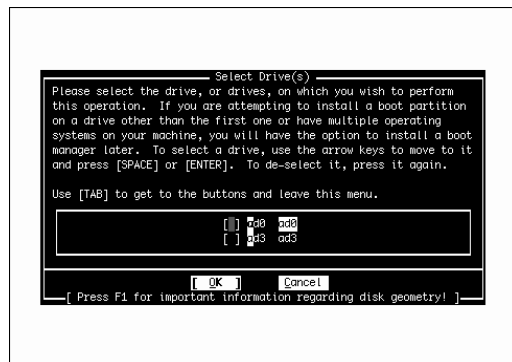 Select Drive(s)
Please select the drive, or drives, on which you wish to perform
this operation.  If you are attempting to install a boot partition
on a drive other than the first one or have multiple operating
systems on your machine, you will have the option to install a boot
manager later.  To select a drive, use the arrow keys to move to it
and press [SPACE] or [ENTER].  To de-select it, press it again.
Use [TAB] to get to the buttons and leave this menu.
[ ] ad0 ad0
[ ] ad3 ad3
[ OK ] Cancel
[ Press F1 for important information regarding disk geometry! ]